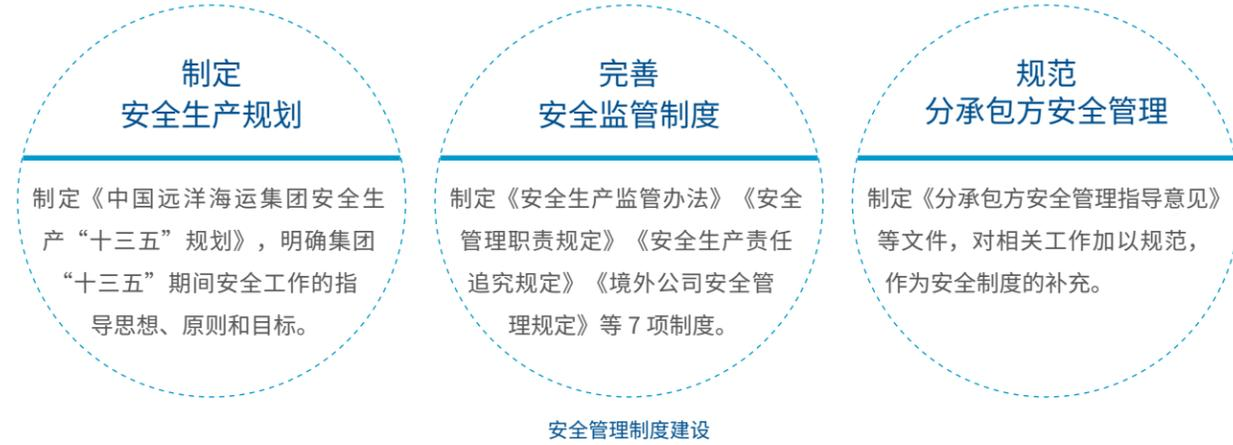 制定
安全生产规划
制定《中国远洋海运集团安全生
产“十三五”规划》，明确集团
“十三五”期间安全工作的指
导思想、原则和目标。
完善
安全监管制度
制定《安全生产监管办法》《安全
管理职责规定》《安全生产责任
追究规定》《境外公司安全管
理规定》等 7 项制度。
规范
分承包方安全管理
制定《分承包方安全管理指导意见》
等文件，对相关工作加以规范，
作为安全制度的补充。
安全管理制度建设